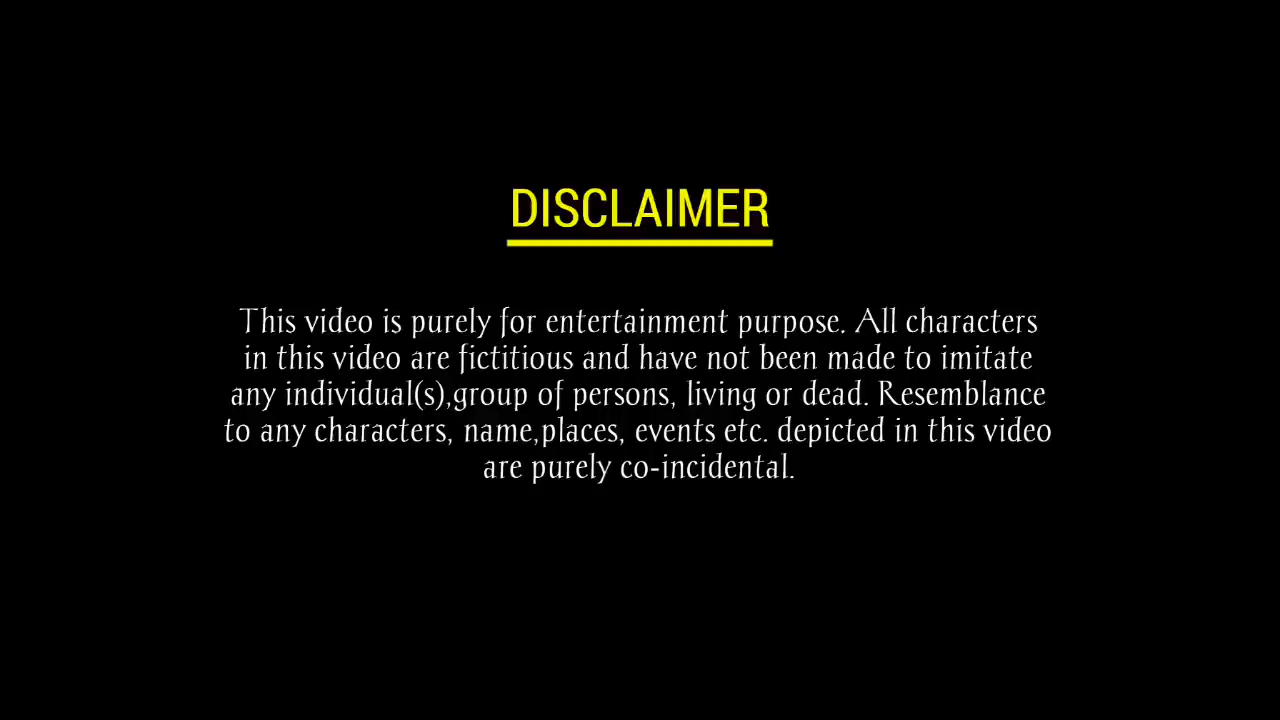 DISCLAIMER
This video is purely for entertainment purpose. All characters
in this video are fictitious and have not been made to imitate
any individual(s),group of persons, living or dead. Resemblance
to any characters, name,places, events etc. depicted in this video
are purely co-incidental.